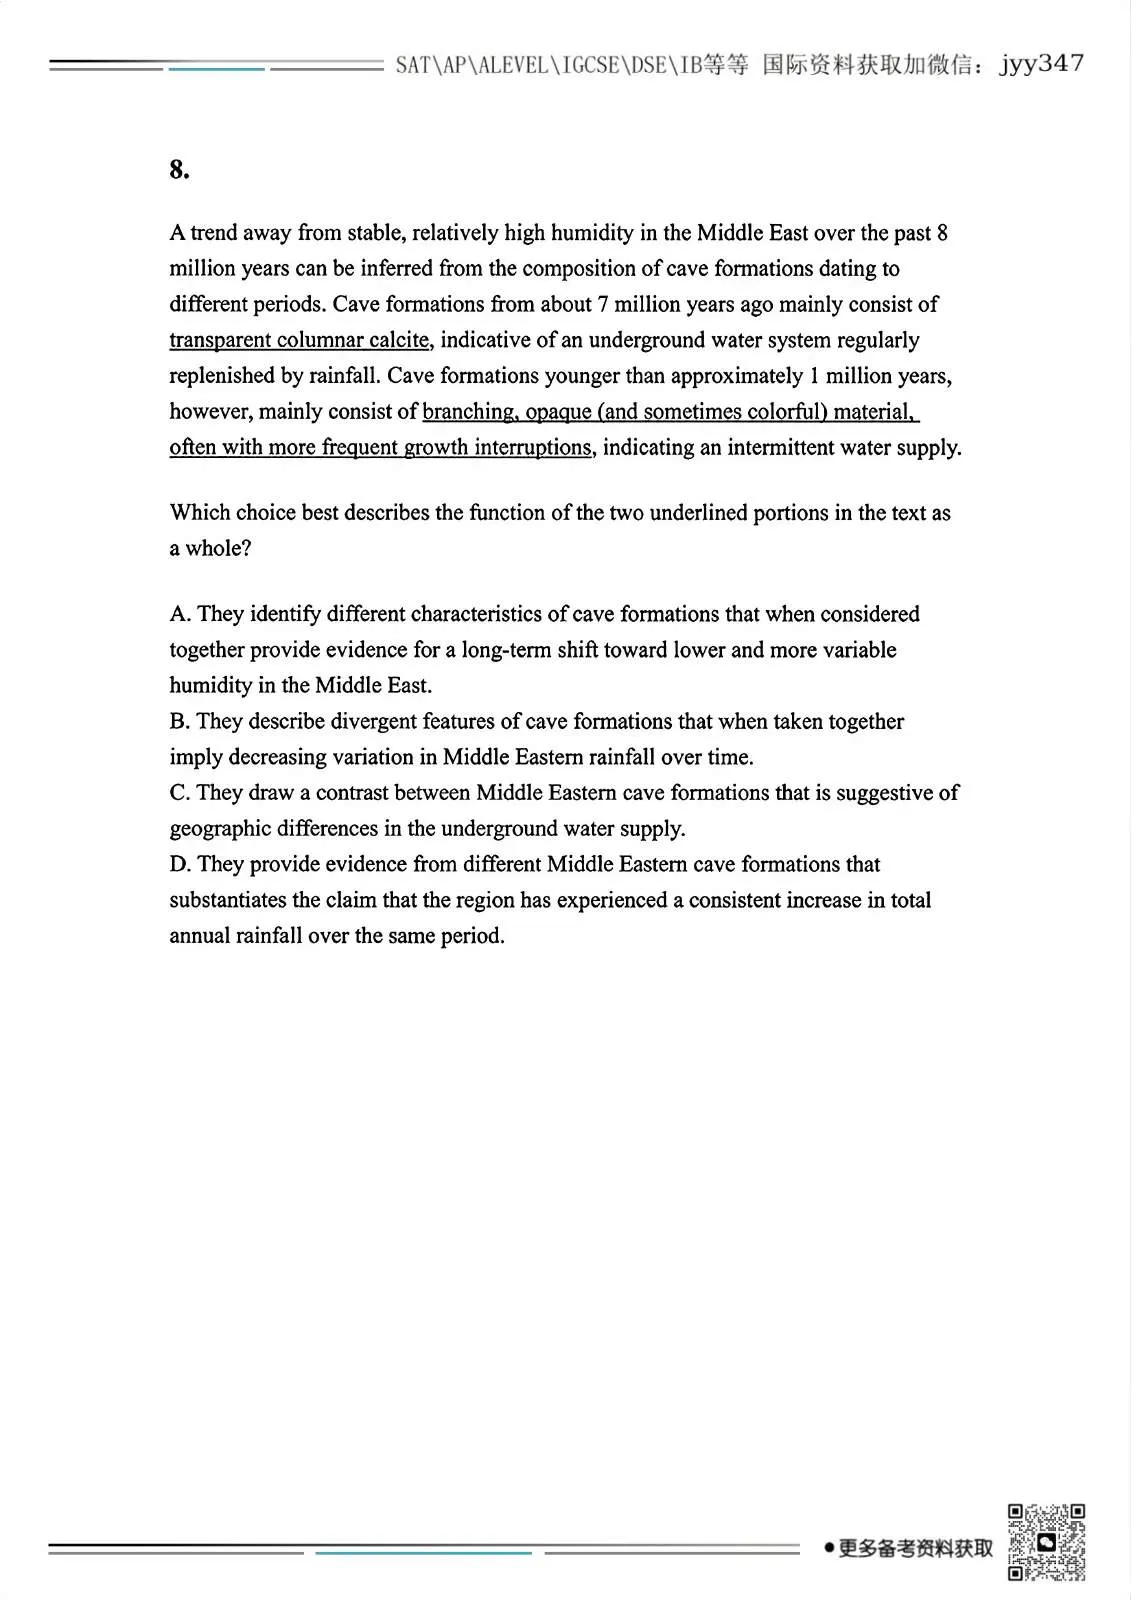 SAT\AP\ALEVEL\IGCSE\DSE\IB等等 国际资料获取加微信：jyy347
8.
A trend away from stable, relatively high humidity in the Middle East over the past 8
million years can be inferred from the composition of cave formations dating to
different periods. Cave formations from about 7 million years ago mainly consist of
transparent columnar calcite, indicative of an underground water system regularly
replenished by rainfall. Cave formations younger than approximately 1 million years,
however, mainly consist of branching, opaque (and sometimes colorful) material,
often with more frequent growth interruptions, indicating an intermittent water supply.
Which choice best describes the function of the two underlined portions in the text as
a whole?
A. They identify different characteristics of cave formations that when considered
together provide evidence for a long-term shift toward lower and more variable
humidity in the Middle East.
B. They describe divergent features of cave formations that when taken together
imply decreasing variation in Middle Eastern rainfall over time.
C. They draw a contrast between Middle Eastern cave formations that is suggestive of
geographic differences in the underground water supply.
D. They provide evidence from different Middle Eastern cave formations that
substantiates the claim that the region has experienced a consistent increase in total
annual rainfall over the same period.
●更多备考资料获取